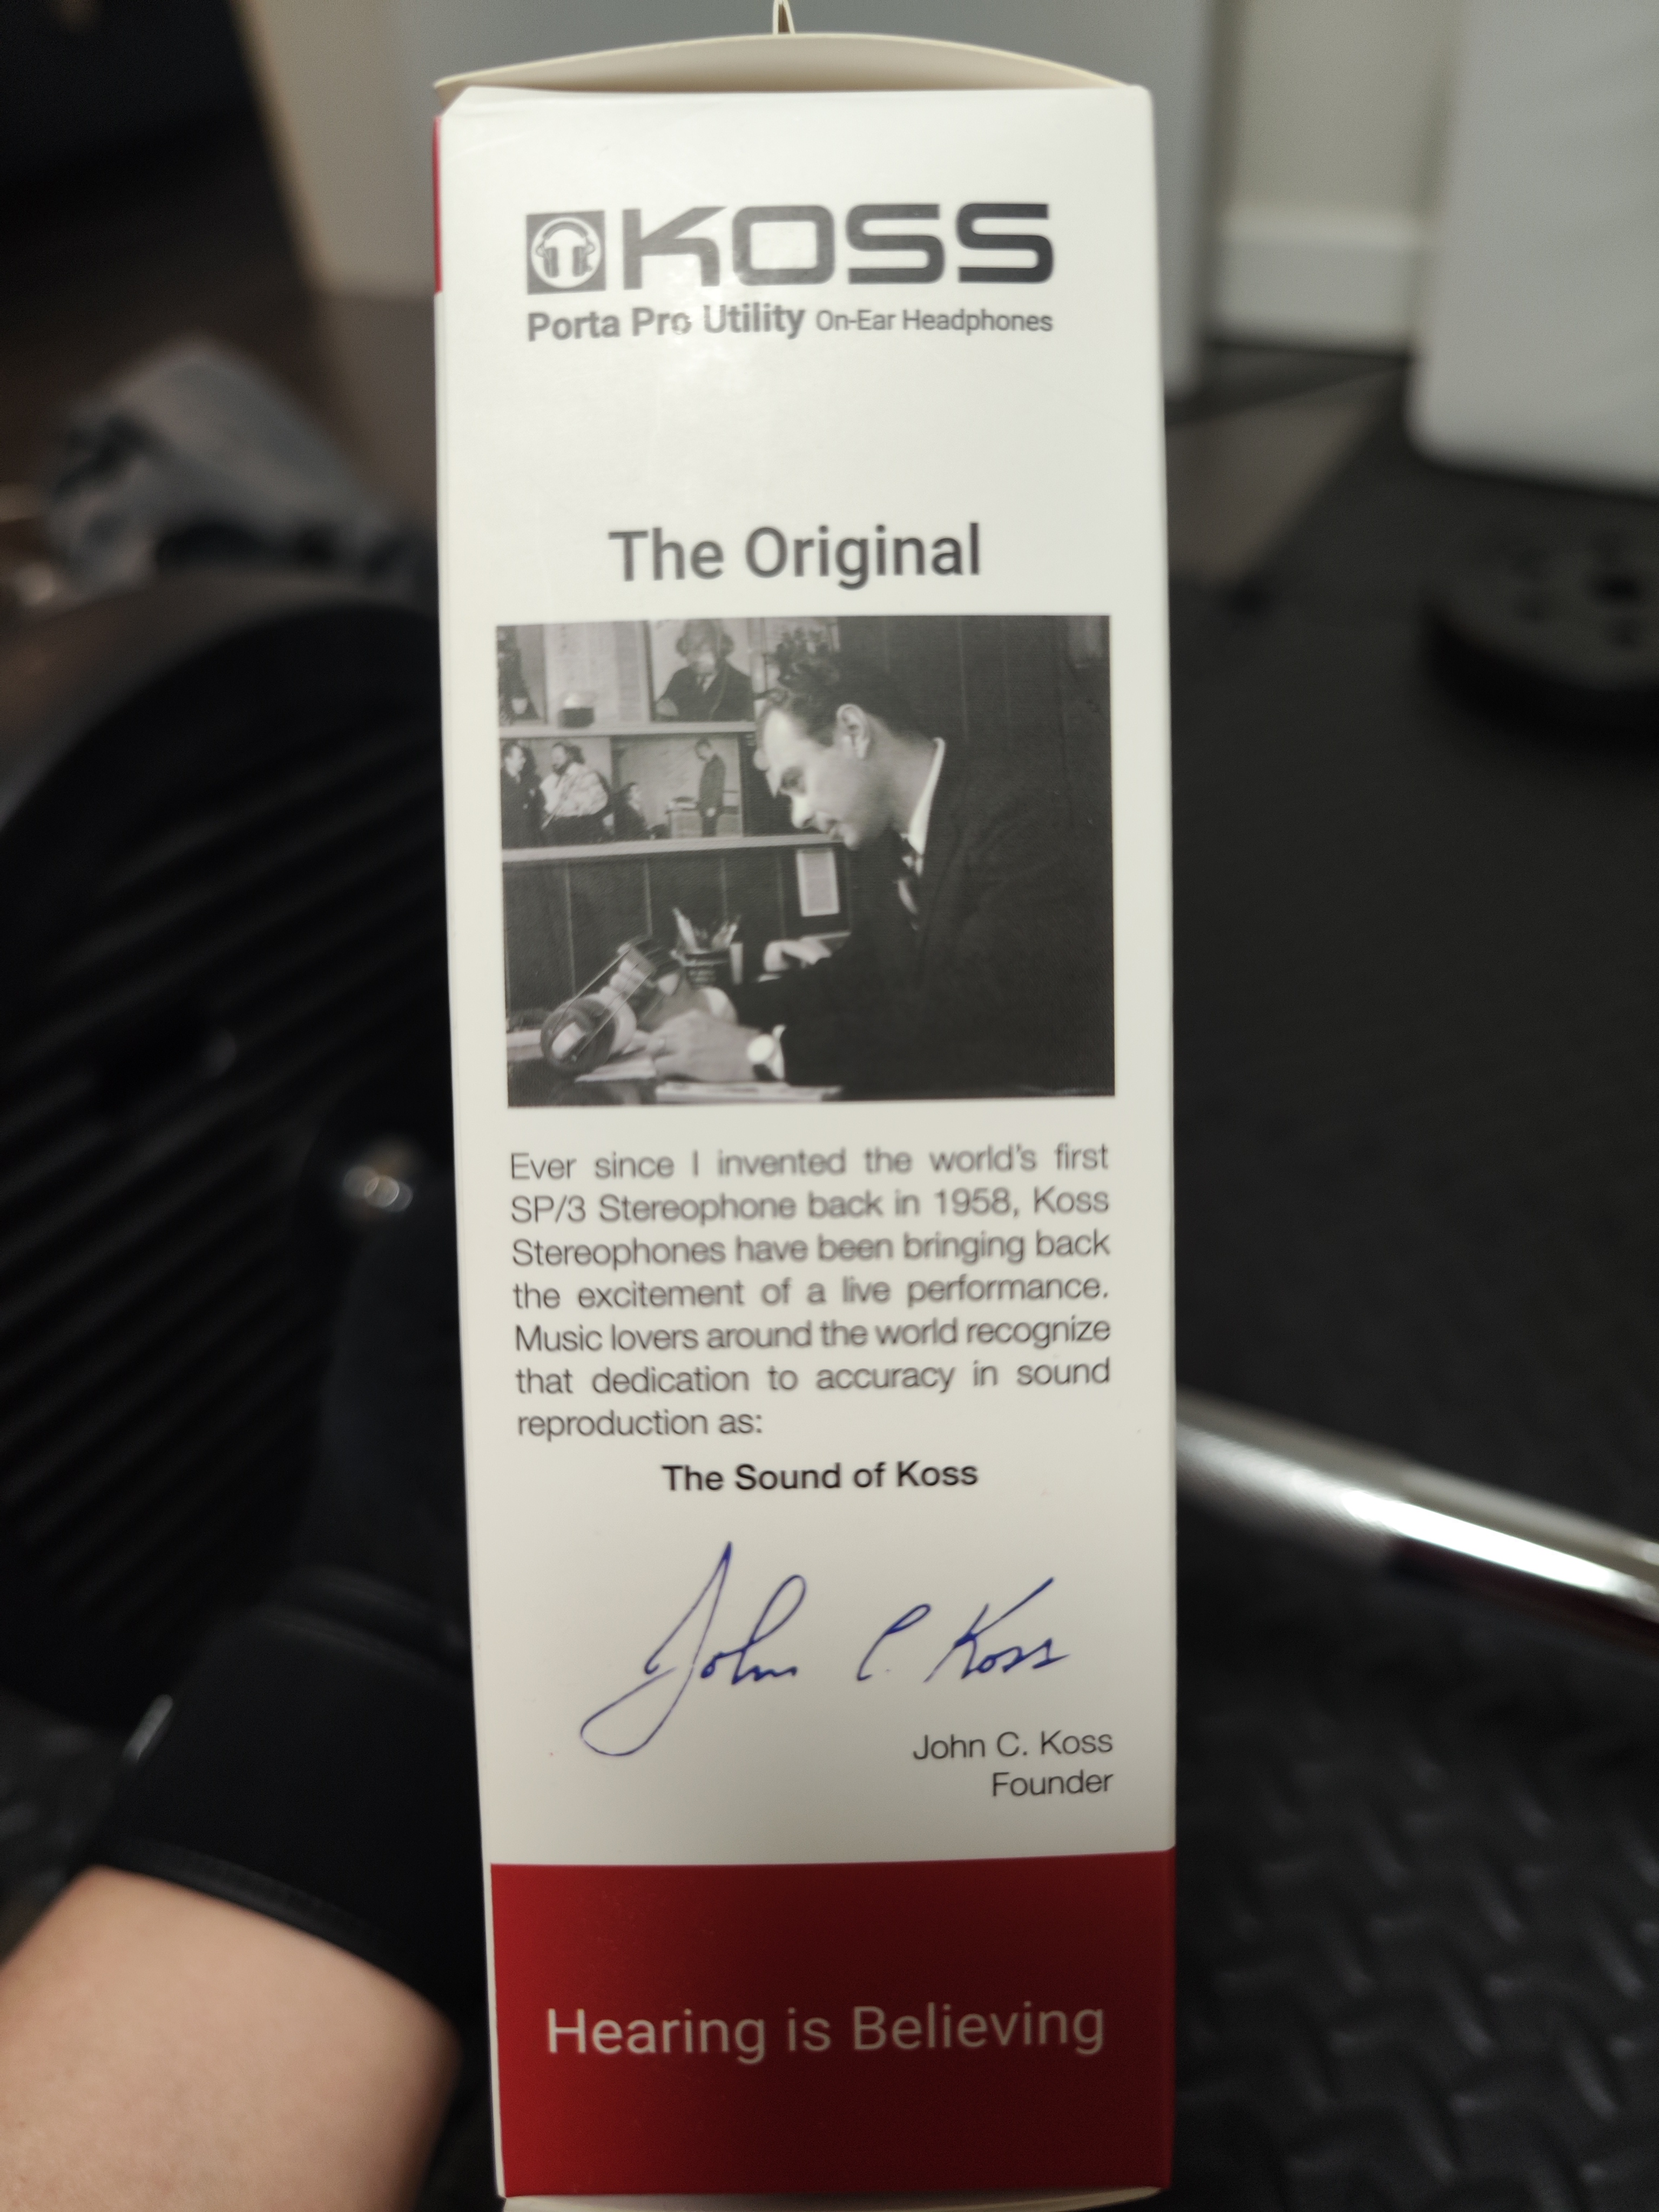 KOSS
Porta Pro Utility On-Ear Headphones
The Original
Ever since I invented the world's first
SP/3 Stereophone back in 1958, Koss
Stereophones have been bringing back
the excitement of a live performance.
Music lovers around the world recognize
that dedication to accuracy in sound
reproduction as:
The Sound of Koss
John C. Koss
John C. Koss
Founder
Hearing is Believing